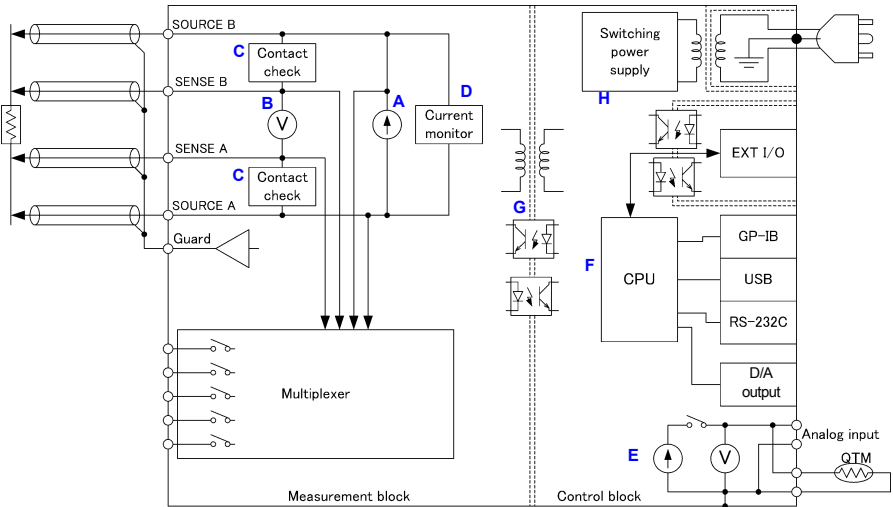 SOURCE B
C
Contact
check
SENSE B
B
V
A
D
Current
monitor
SENSE A
C
Contact
check
SOURCE A
Guard
Multiplexer
Measurement block
Switching
power
supply
H
EXT I/O
G
F
CPU
GP-IB
USB
RS-232C
D/A
output
E
V
Analog input
QTM
Control block